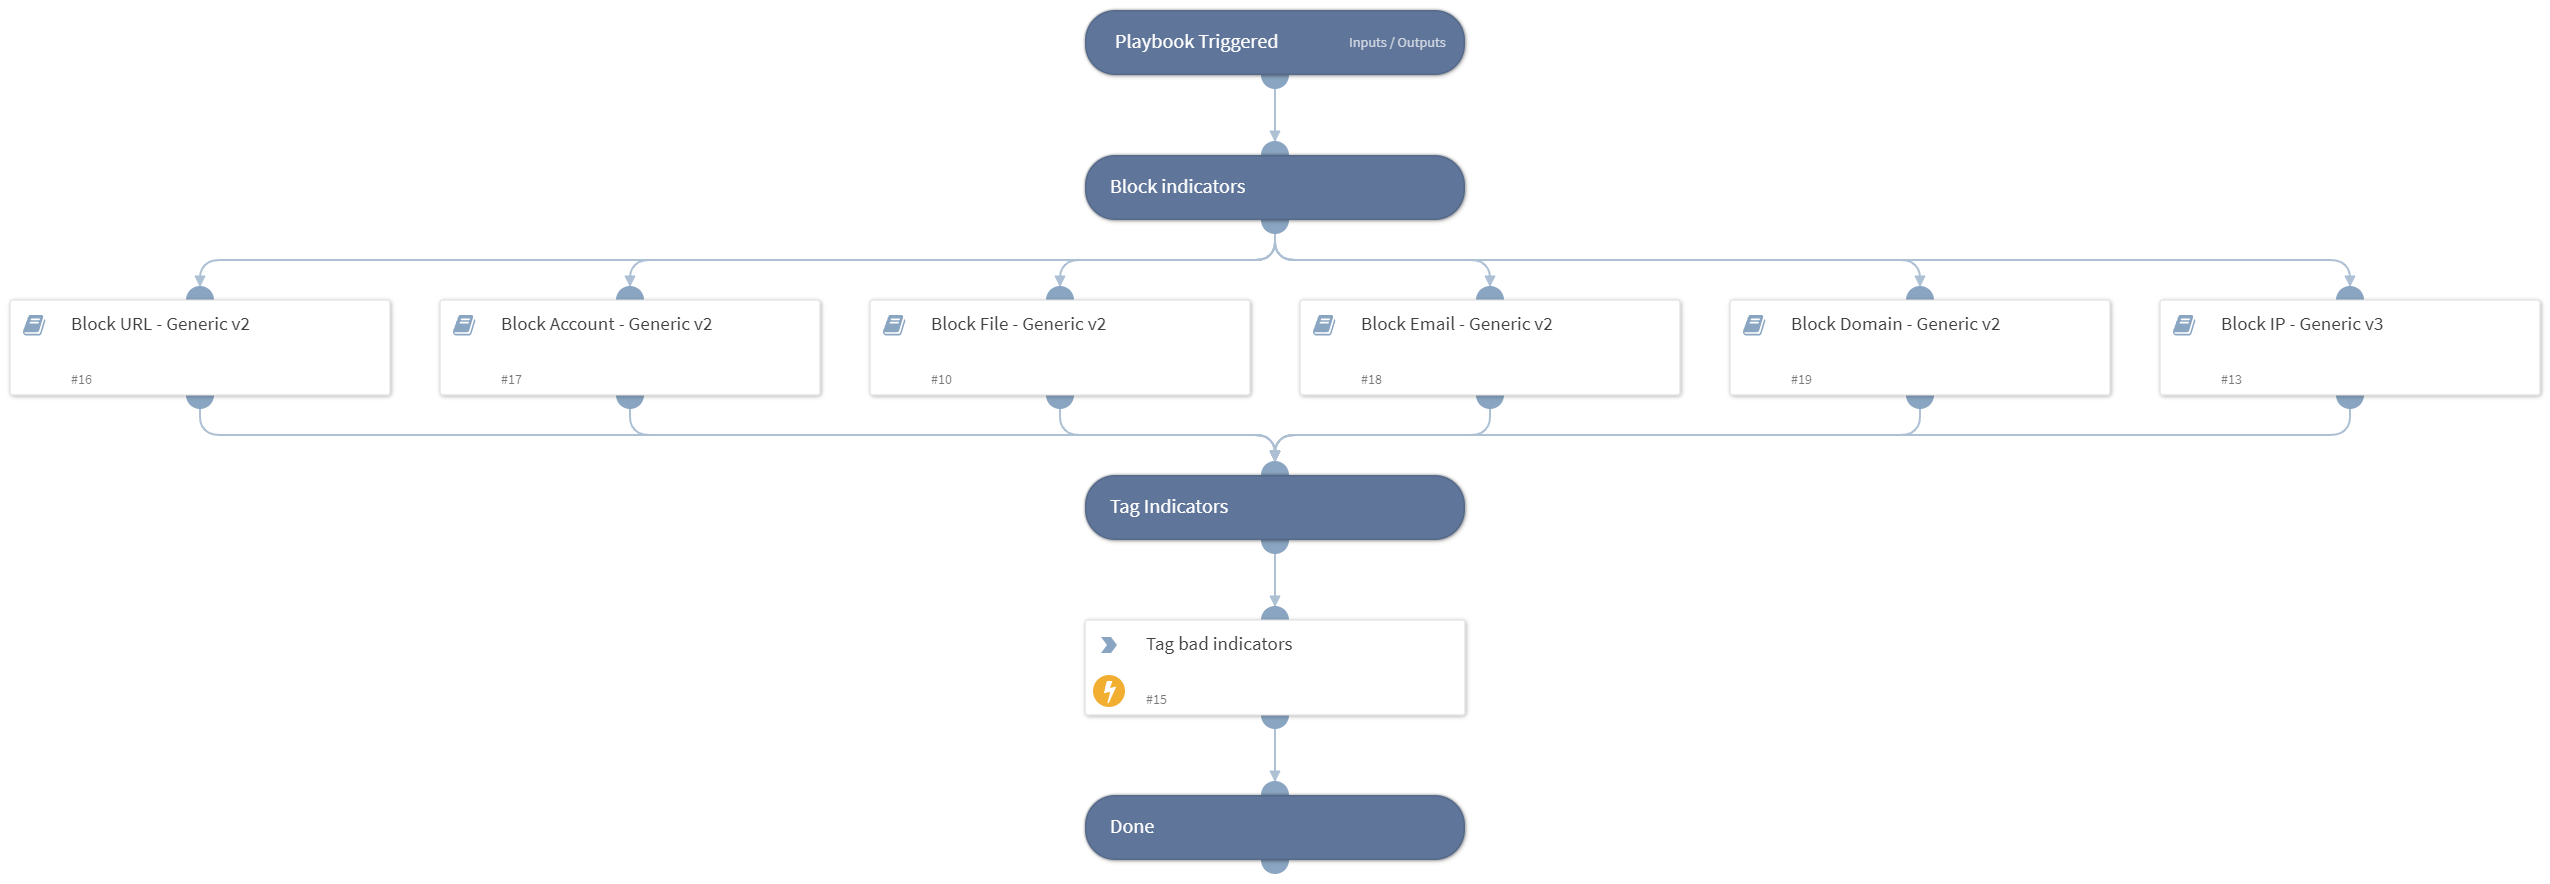 Playbook Triggered
Inputs / Outputs
Block indicators
Block URL - Generic v2
#16
Block Account - Generic v2
#17
Block File - Generic v2
#10
Block Email - Generic v2
#18
Block Domain - Generic v2
#19
Block IP - Generic v3
#13
Tag Indicators
Tag bad indicators
#15
Done